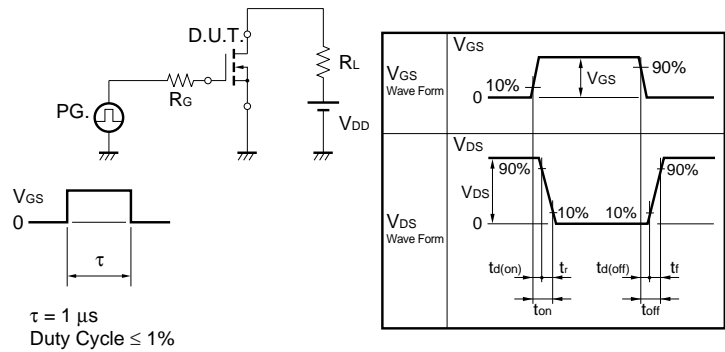 D.U.T.
RL
RG
PG.
VDD
VGS
0
τ
τ = 1 μs
Duty Cycle ≤ 1%
VGS
Wave Form
VGS
10%
VGS
90%
0
VDS
Wave Form
VDS
90%
VDS
90%
10%
10%
0
td(on)
tr
td(off)
tf
ton
toff